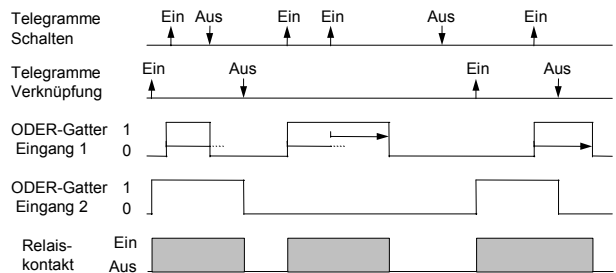 Telegramme Schalten
Ein Aus Ein Ein Aus Ein
Telegramme Verknüpfung
Ein Aus Ein Aus
ODER-Gatter 1
Eingang 1 0
ODER-Gatter 1
Eingang 2 0
Relais- Ein
kontakt Aus